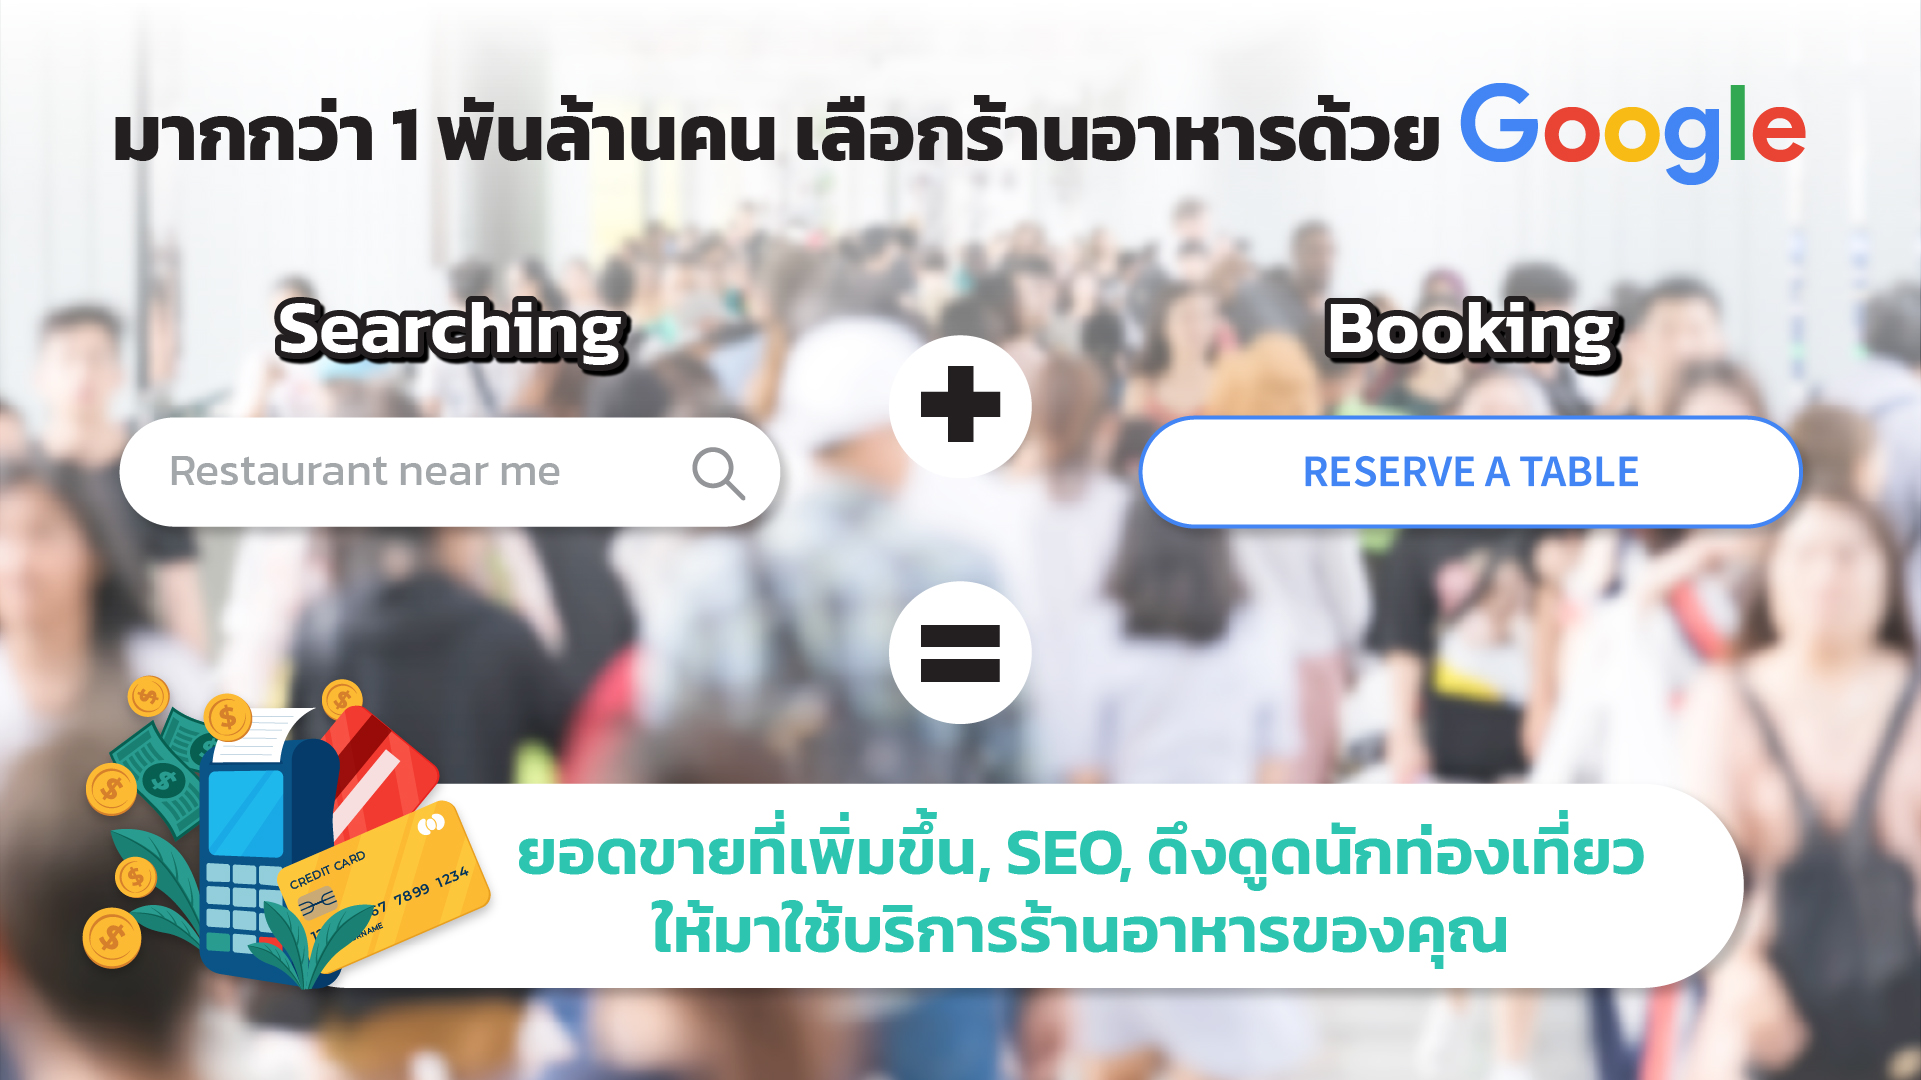 มากกว่า 1 พันล้านคน เลือกร้านอาหารด้วย Google
Searching
Booking
Restaurant near me
RESERVE A TABLE
ยอดขายที่เพิ่มขึ้น, SEO, ดึงดูดนักท่องเที่ยว
ให้มาใช้บริการร้านอาหารของคุณ
CREDIT CARD
67 7899 1234